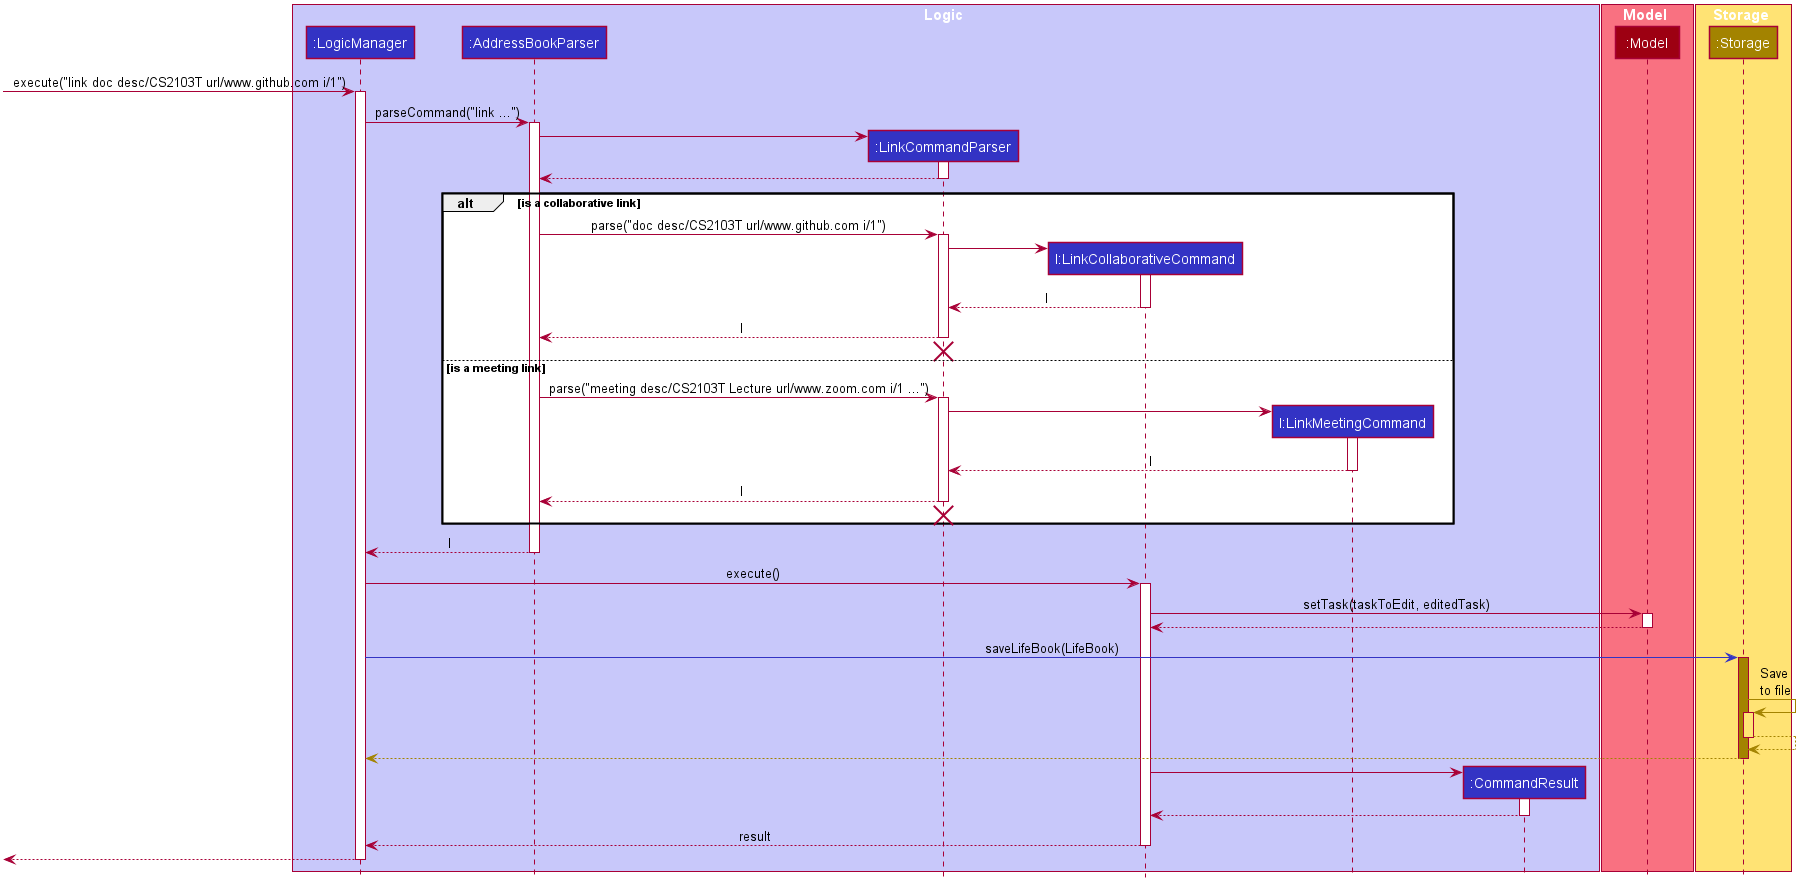 Logic
Model
Storage
:LogicManager
:AddressBookParser
:Model
:Storage
execute("link doc desc/CS2103T url/www.github.com i/1")
parseCommand("link ...")
:LinkCommandParser
alt
[is a collaborative link]
parse("doc desc/CS2103T url/www.github.com i/1")
l:LinkCollaborativeCommand
l
l
[is a meeting link]
parse("meeting desc/CS2103T Lecture url/www.zoom.com i/1 ...")
l:LinkMeetingCommand
l
l
l
execute()
setTask(taskToEdit, editedTask)
saveLifeBook(LifeBook)
Save
to file
:CommandResult
result